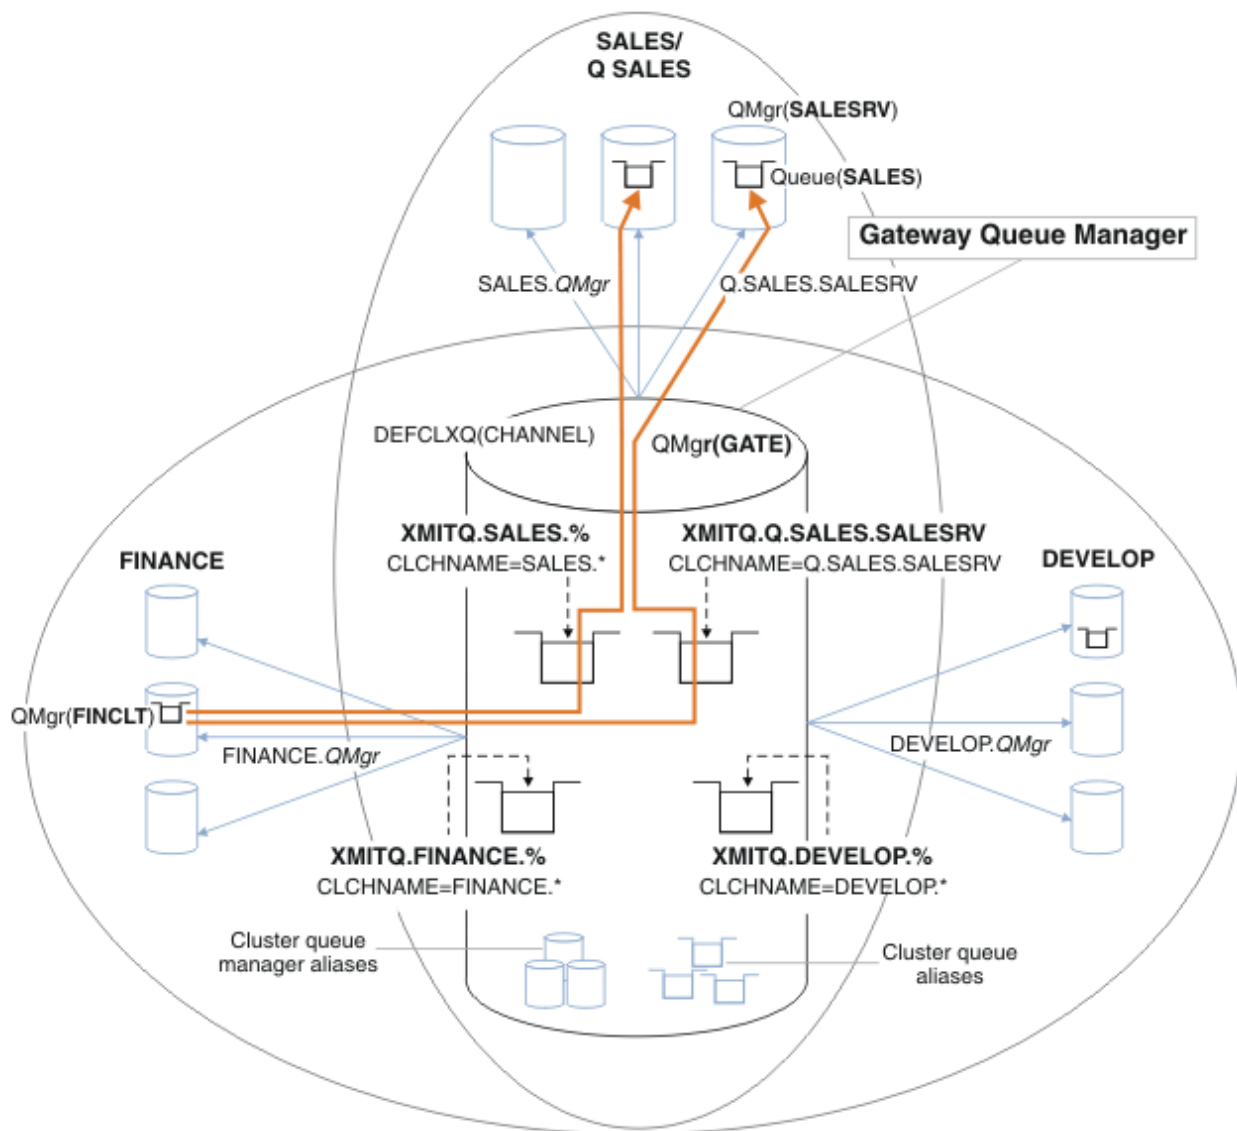 SALES/
Q SALES
QMgr(SALESRV)
Queue(SALES)
Gateway Queue Manager
SALES.QMgr
Q.SALES.SALESRV
DEFCLXQ(CHANNEL)
QMgr(GATE)
XMITQ.SALES.%
CLCHNAME=SALES.*
XMITQ.Q.SALES.SALESRV
CLCHNAME=Q.SALES.SALESRV
FINANCE
DEVELOP
QMgr(FINCLT)
FINANCE.QMgr
DEVELOP.QMgr
XMITQ.FINANCE.%
CLCHNAME=FINANCE.*
XMITQ.DEVELOP.%
CLCHNAME=DEVELOP.*
Cluster queue
manager aliases
Cluster queue
aliases